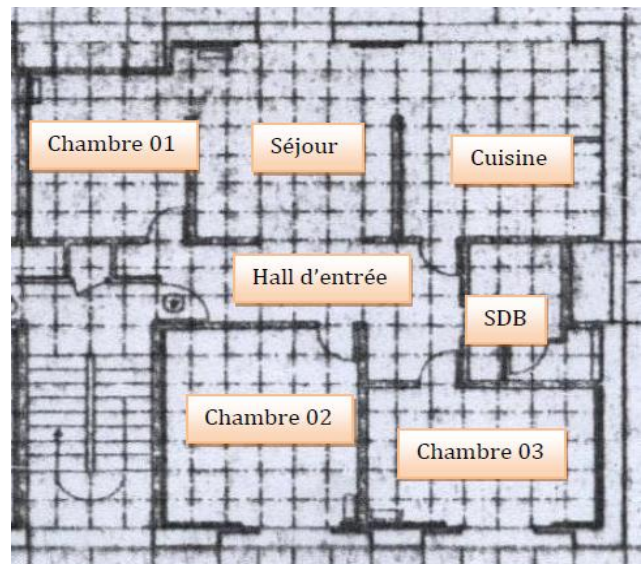 Chambre 01
Séjour
Cuisine
Hall d’entrée
SDB
Chambre 02
Chambre 03